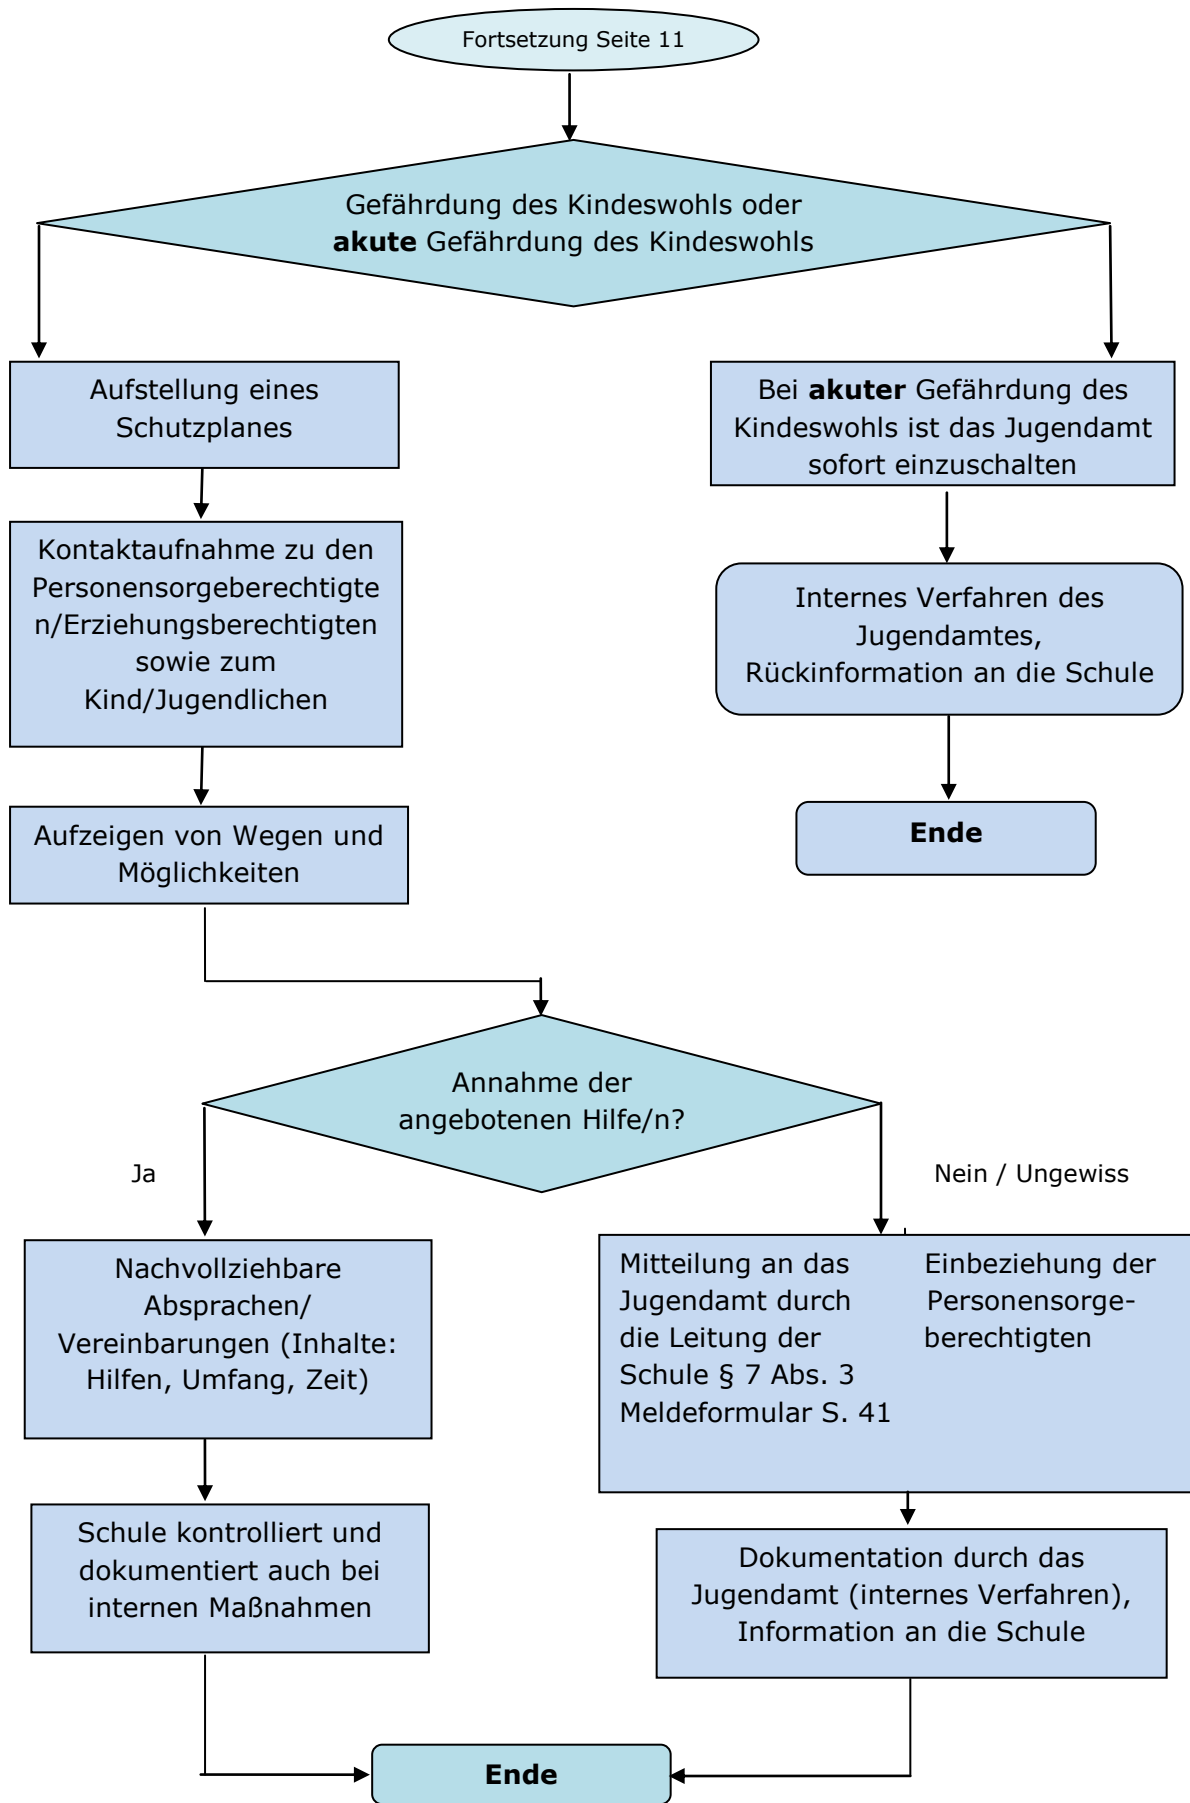 Fortsetzung Seite 11
Gefährdung des Kindeswohls oder
akute Gefährdung des Kindeswohls
Aufstellung eines
Schutzplanes
Bei akuter Gefährdung des
Kindeswohls ist das Jugendamt
sofort einzuschalten
Kontaktaufnahme zu den
Personensorgeberechtigte
n/Erziehungsberechtigten
sowie zum
Kind/Jugendlichen
Internes Verfahren des
Jugendamtes,
Rückinformation an die Schule
Aufzeigen von Wegen und
Möglichkeiten
Ende
Annahme der
angebotenen Hilfe/n?
Ja
Nein / Ungewiss
Nachvollziehbare
Absprachen/
Vereinbarungen (Inhalte:
Hilfen, Umfang, Zeit)
Mitteilung an das
Jugendamt durch
die Leitung der
Schule § 7 Abs. 3
Meldeformular S. 41
Einbeziehung der
Personensorge-
berechtigten
Schule kontrolliert und
dokumentiert auch bei
internen Maßnahmen
Dokumentation durch das
Jugendamt (internes Verfahren),
Information an die Schule
Ende